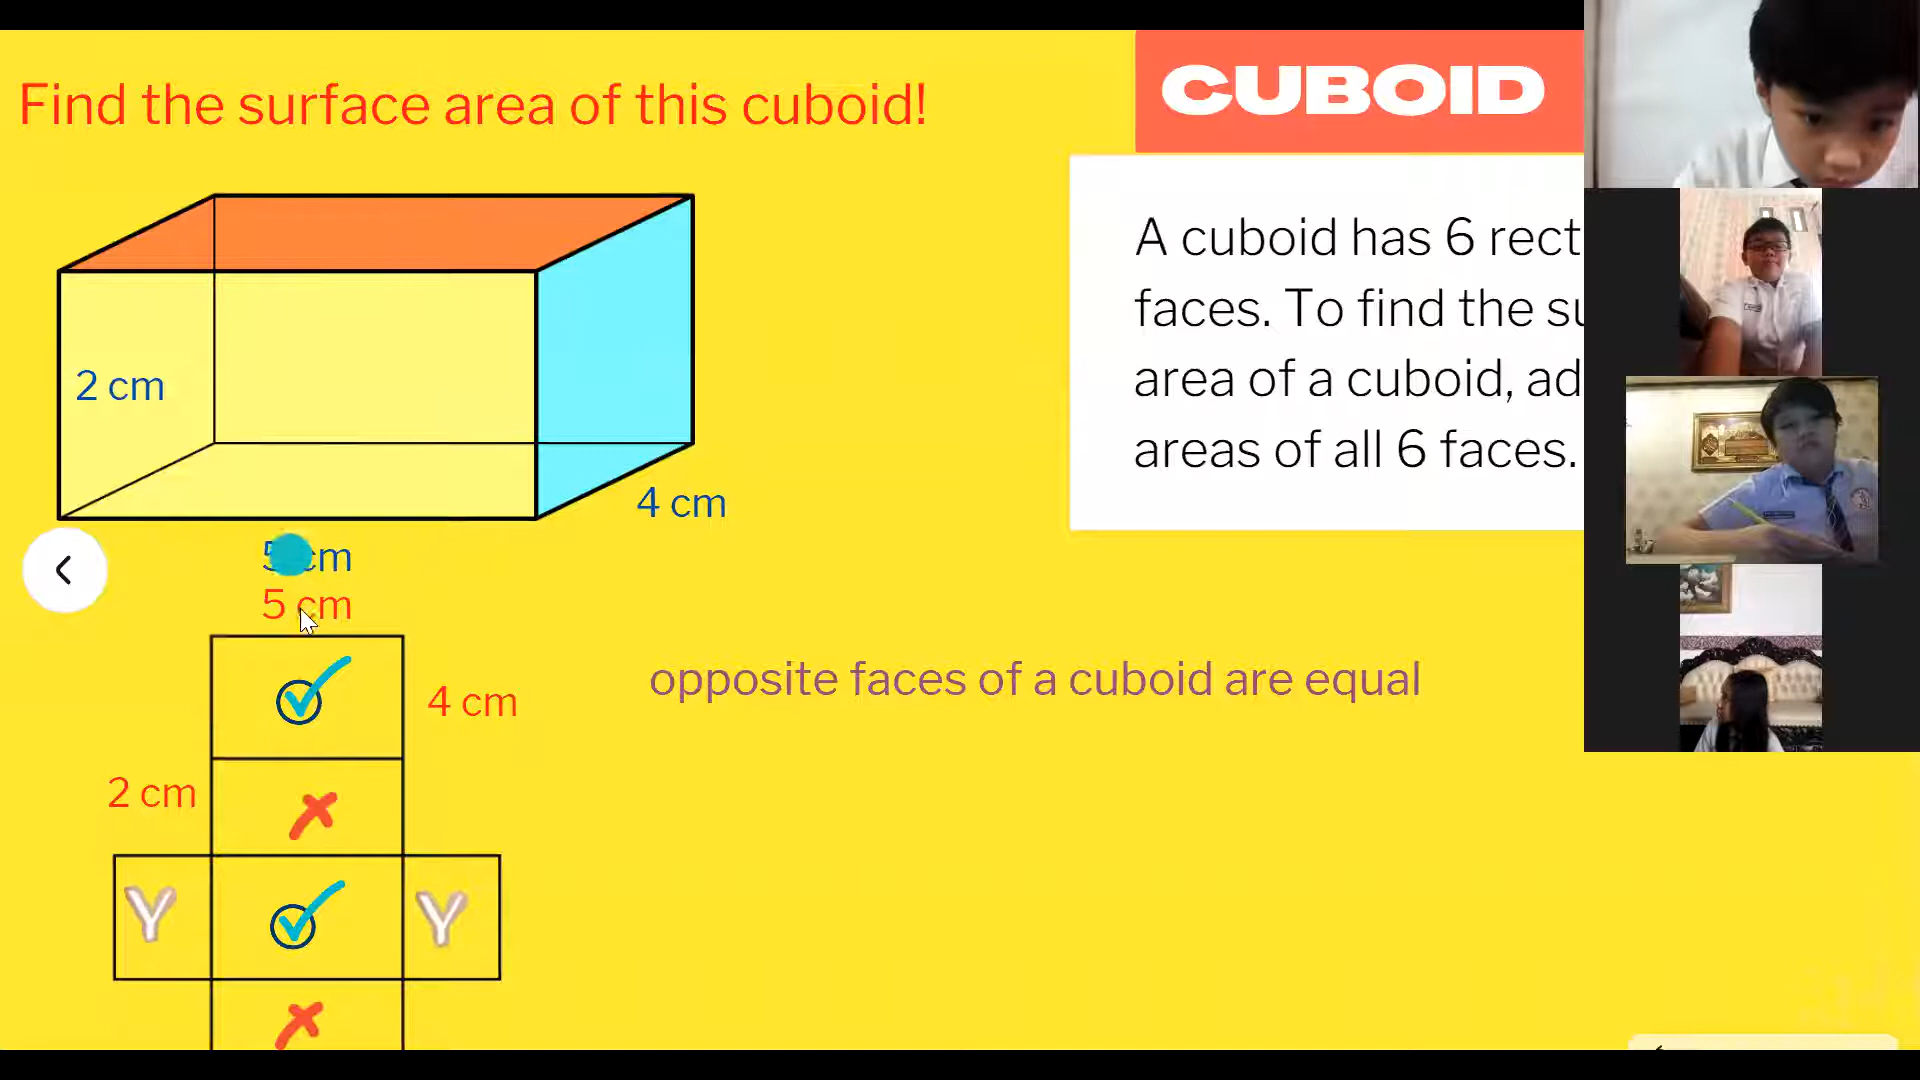 Find the surface area of this cuboid!
CUBOID
A cuboid has 6 rect
faces. To find the su
area of a cuboid, ad
areas of all 6 faces.
2 cm
4 cm
5 cm
5 cm
4 cm
opposite faces of a cuboid are equal
2 cm
Y
Y